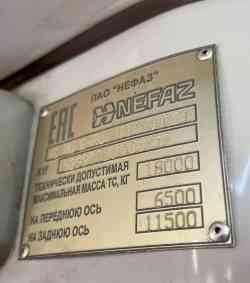 ПАО "НЕФАЗ"
EAC NEFAZ
ТЕХНИЧЕСКИ ДОПУСТИМАЯ
МАКСИМАЛЬНАЯ МАССА ТС, КГ 18000
НА ПЕРЕДНЮЮ ОСЬ 6500
НА ЗАДНЮЮ ОСЬ 11500